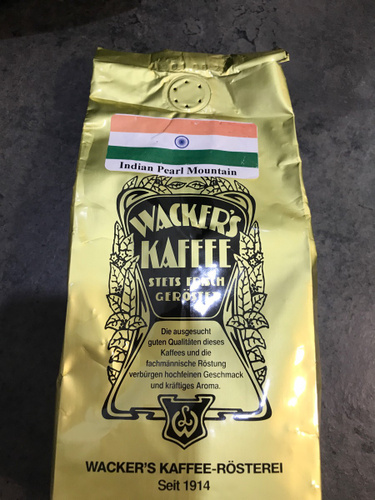 Indian Pearl Mountain
WACKER'S
KAFFEE
STETS FRISCH
GERÖSTET
Die ausgesucht
guten Qualitäten dieses
Kaffees und die
fachmännische Röstung
verbürgen hochfeinen Geschmack
und kräftiges Aroma.
WACKER'S KAFFEE-RÖSTEREI
Seit 1914